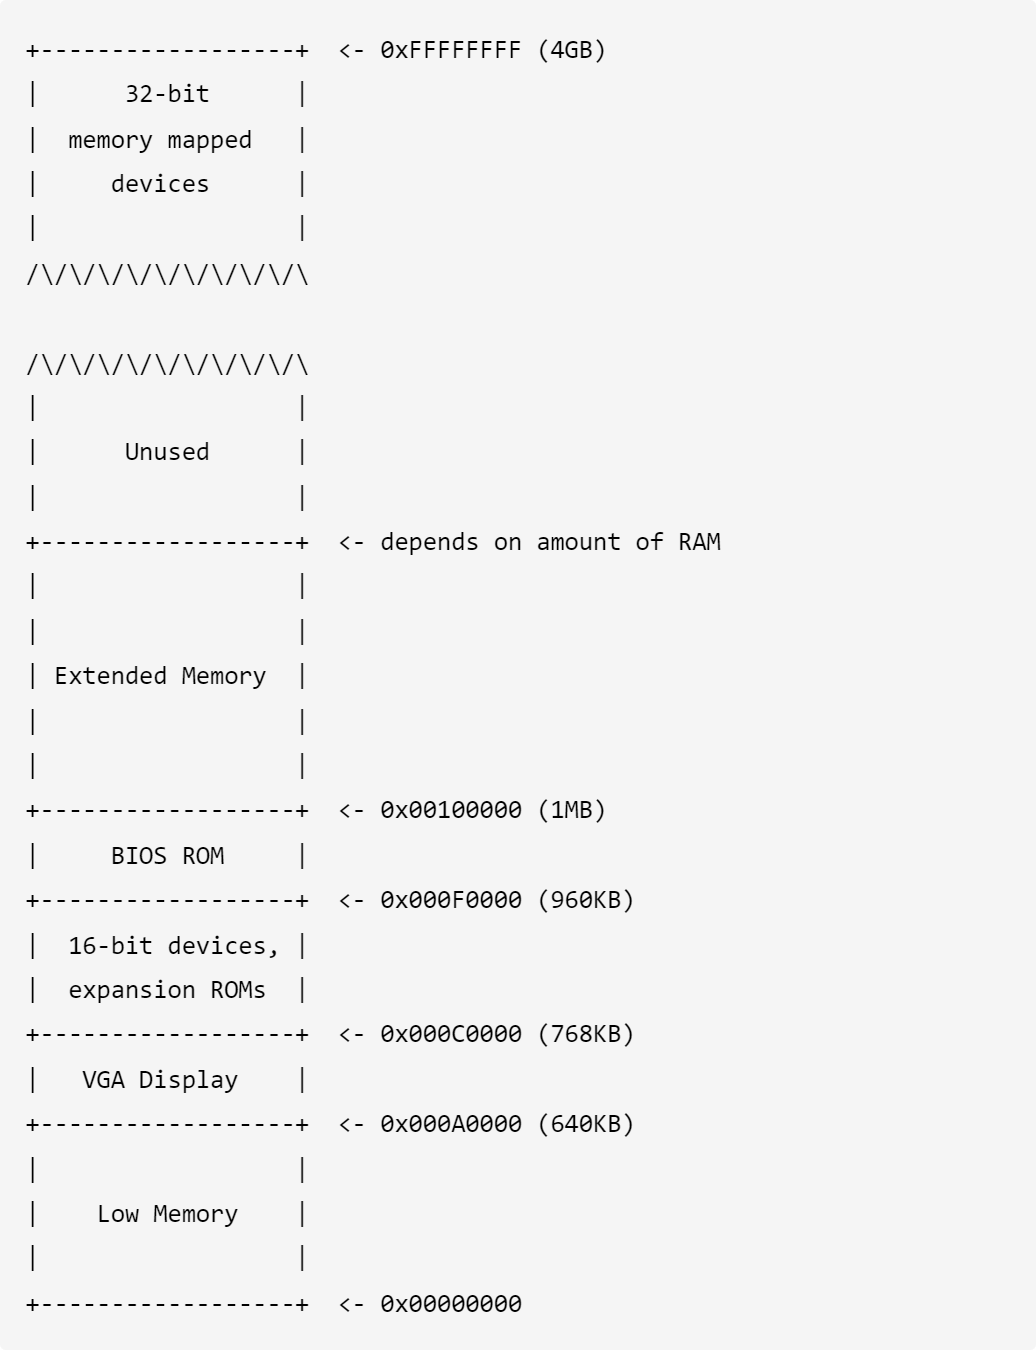 +------------------+  <- 0xFFFFFFFF (4GB)
|      32-bit      |
|  memory mapped   |
|     devices      |
|                  |
/\/\/\/\/\/\/\/\/\/\
/\/\/\/\/\/\/\/\/\/\
|                  |
|      Unused      |
|                  |
+------------------+  <- depends on amount of RAM
|                  |
|                  |
| Extended Memory  |
|                  |
|                  |
+------------------+  <- 0x00100000 (1MB)
|     BIOS ROM     |
+------------------+  <- 0x000F0000 (960KB)
|  16-bit devices, |
|  expansion ROMs  |
+------------------+  <- 0x000C0000 (768KB)
|   VGA Display    |
+------------------+  <- 0x000A0000 (640KB)
|                  |
|    Low Memory    |
|                  |
+------------------+  <- 0x00000000